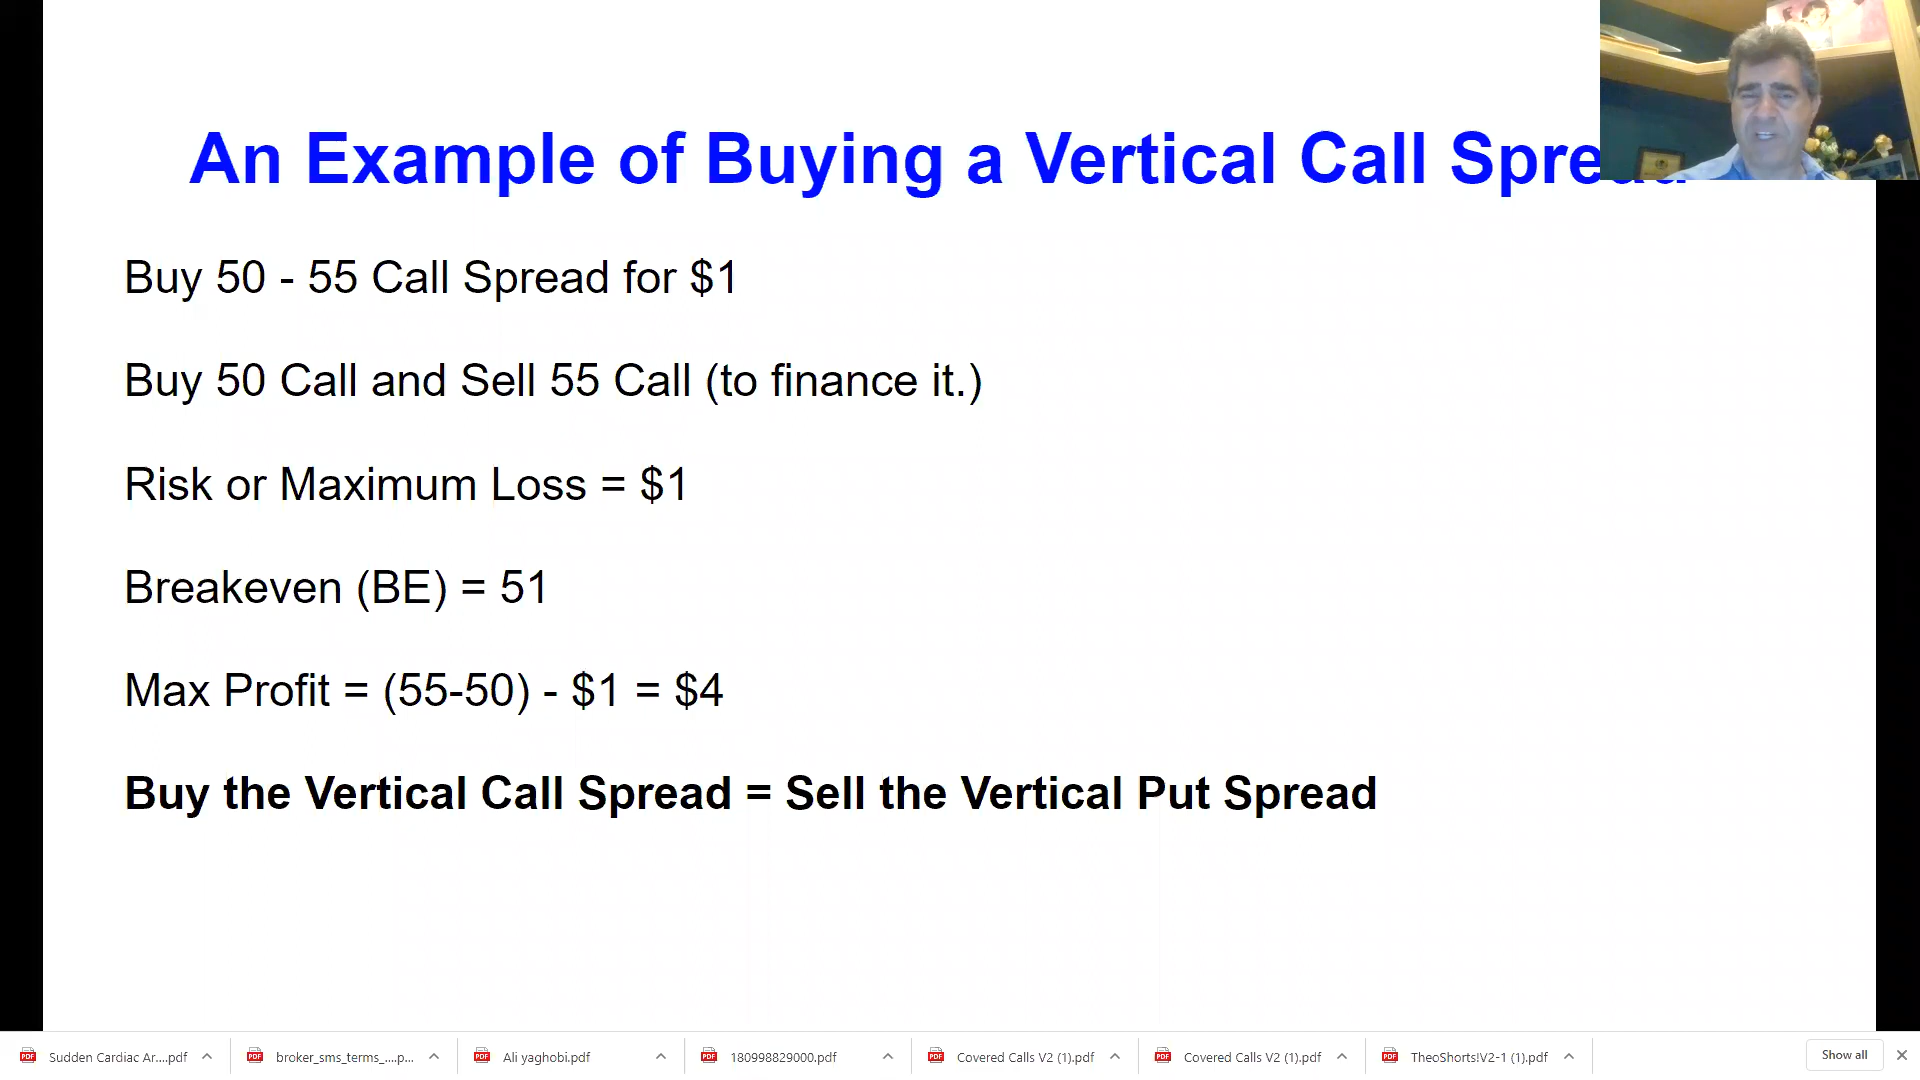 An Example of Buying a Vertical Call Spread
Buy 50 - 55 Call Spread for $1
Buy 50 Call and Sell 55 Call (to finance it.)
Risk or Maximum Loss = $1
Breakeven (BE) = 51
Max Profit = (55-50) - $1 = $4
Buy the Vertical Call Spread = Sell the Vertical Put Spread
Sudden Cardiac Ar....pdf broker_sms_terms_....p... Ali yaghobi.pdf 180998829000.pdf Covered Calls V2 (1).pdf Covered Calls V2 (1).pdf TheoShorts!V2-1 (1).pdf Show all